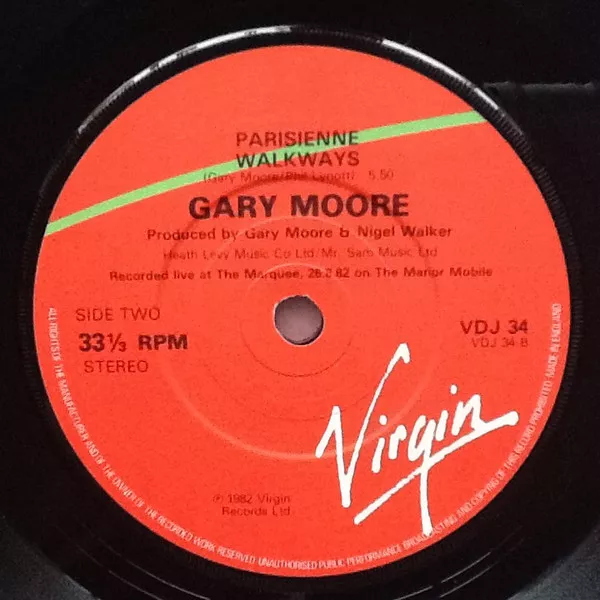 PARISIENNE
WALKWAYS
(Gary Moore/Phil Lynott) 5.50
GARY MOORE
Produced by Gary Moore & Nigel Walker
Heath Levy Music Co Ltd/Mr. Sam Music Ltd
Recorded live at The Marquee, 26.8.82 on The Manor Mobile
SIDE TWO
33⅓ RPM
STEREO
VDJ 34
VDJ 34-B
Virgin
℗ 1982 Virgin
Records Ltd
ALL RIGHTS OF THE MANUFACTURER AND OF THE OWNER OF THE RECORDED WORK RESERVED. UNAUTHORISED PUBLIC PERFORMANCE, BROADCASTING AND COPYING OF THIS RECORD PROHIBITED. MADE IN ENGLAND